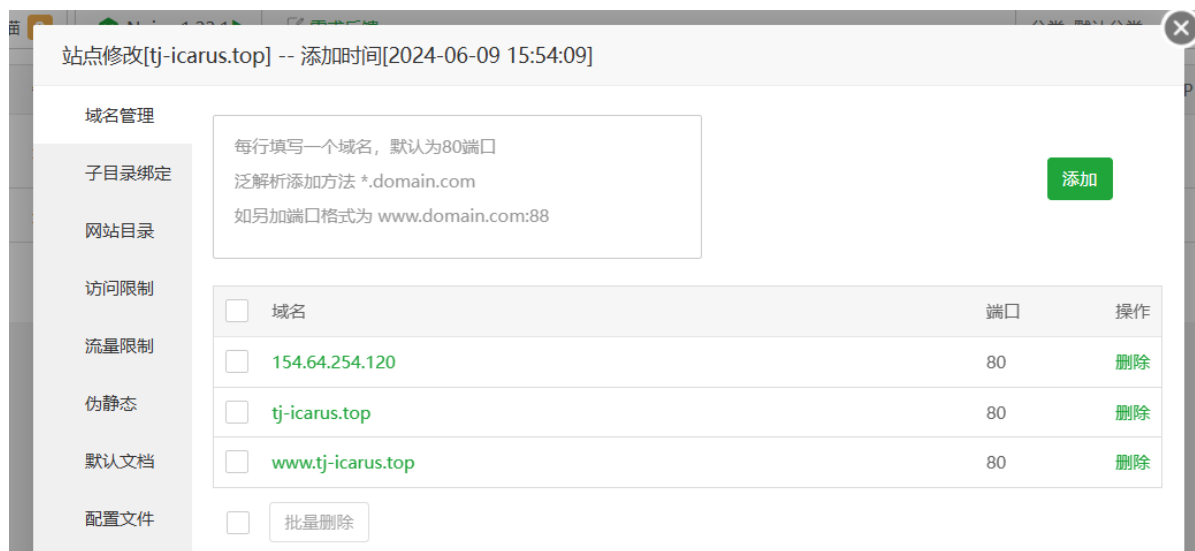 站点修改[tj-icarus.top] -- 添加时间[2024-06-09 15:54:09]
域名管理
子目录绑定
网站目录
访问限制
流量限制
伪静态
默认文档
配置文件
每行填写一个域名，默认为80端口
泛解析添加方法 *.domain.com
如另加端口格式为 www.domain.com:88
添加
域名 端口 操作
154.64.254.120 80 删除
tj-icarus.top 80 删除
www.tj-icarus.top 80 删除
批量删除